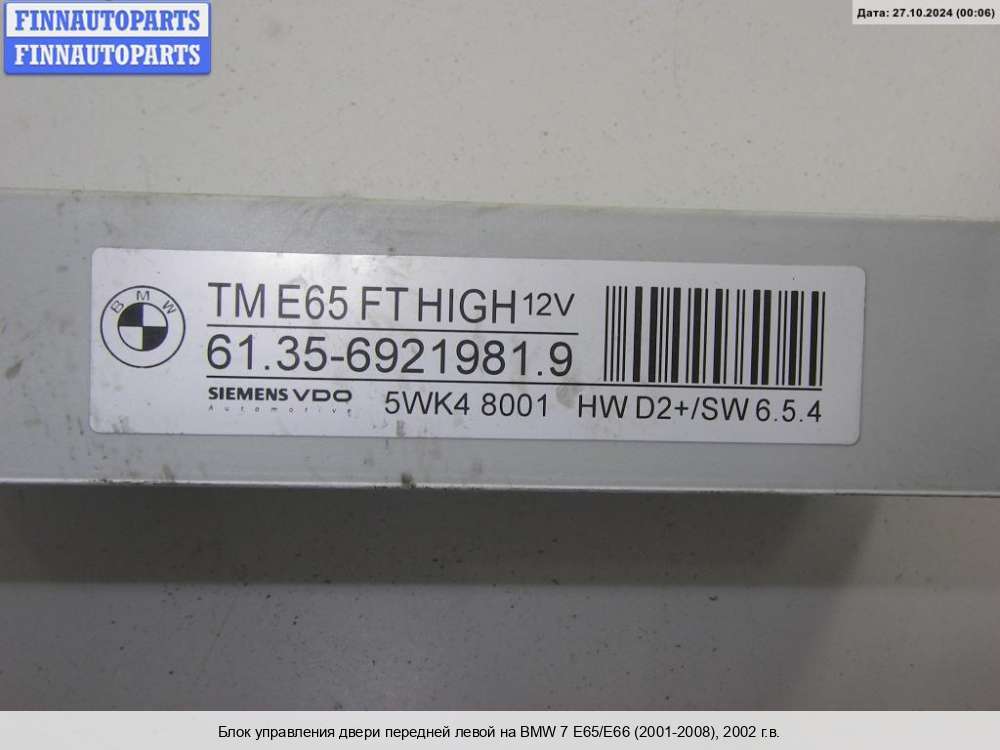 FINNAUTOPARTS
FINNAUTOPARTS
Дата: 27.10.2024 (00:06)
BMW
TM E65 FT HIGH 12V
61.35-6921981.9
SIEMENS VDO
Automotive
5WK4 8001 HW D2+/SW 6.5.4
Блок управления двери передней левой на BMW 7 E65/E66 (2001-2008), 2002 г.в.